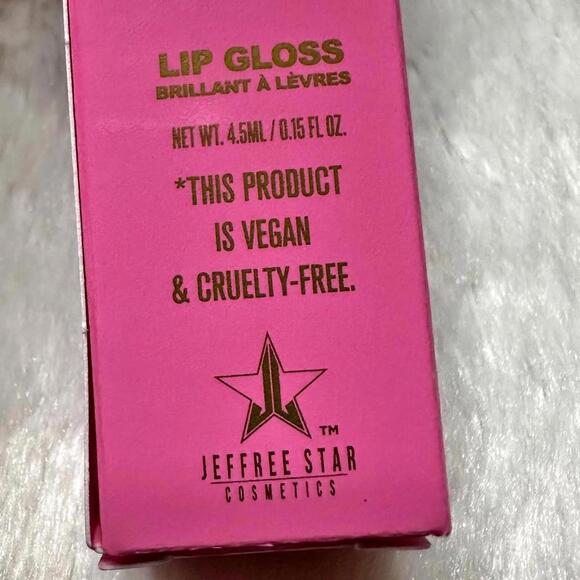 LIP GLOSS
BRILLANT À LÈVRES
NET WT. 4.5ML / 0.15 FL OZ.
*THIS PRODUCT
IS VEGAN
& CRUELTY-FREE.
TM
JEFFREE STAR
COSMETICS